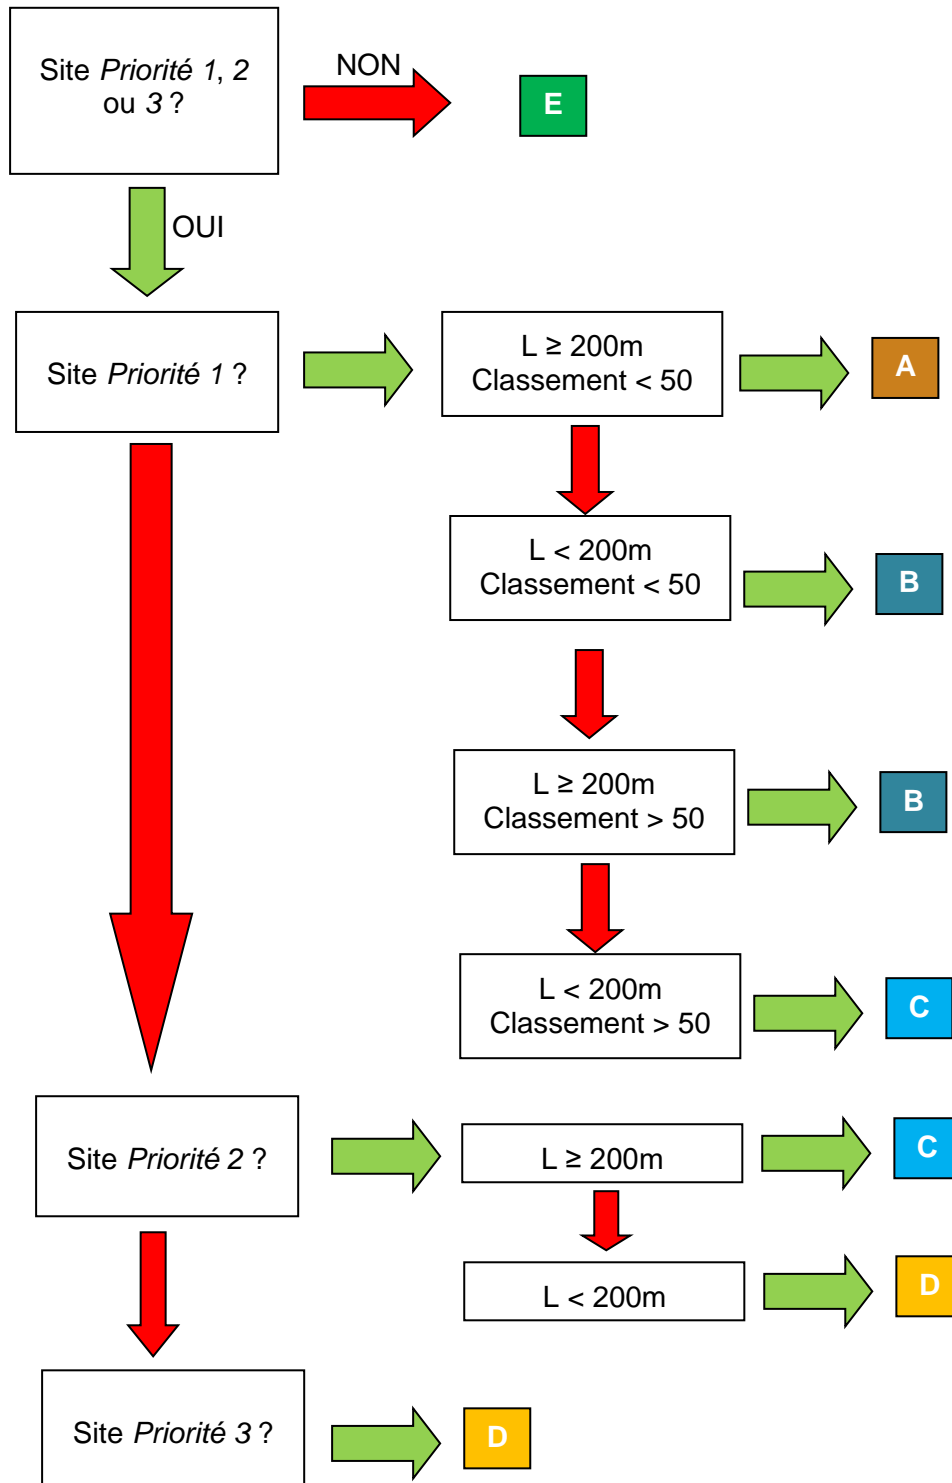 Site Priorité 1, 2
ou 3 ?
NON
E
OUI
Site Priorité 1 ?
L ≥ 200m
Classement < 50
A
L < 200m
Classement < 50
B
L ≥ 200m
Classement > 50
B
L < 200m
Classement > 50
C
Site Priorité 2 ?
L ≥ 200m
C
L < 200m
D
Site Priorité 3 ?
D